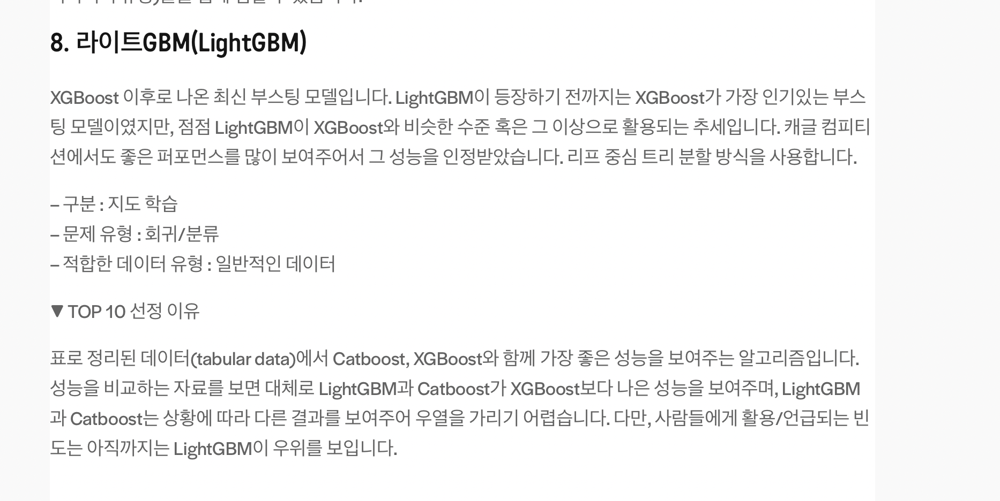 8. 라이트GBM(LightGBM)
XGBoost 이후로 나온 최신 부스팅 모델입니다. LightGBM이 등장하기 전까지는 XGBoost가 가장 인기있는 부스
팅 모델이였지만, 점점 LightGBM이 XGBoost와 비슷한 수준 혹은 그 이상으로 활용되는 추세입니다. 캐글 컴피티
션에서도 좋은 퍼포먼스를 많이 보여주어서 그 성능을 인정받았습니다. 리프 중심 트리 분할 방식을 사용합니다.
– 구분 : 지도 학습
– 문제 유형 : 회귀/분류
– 적합한 데이터 유형 : 일반적인 데이터
▼ TOP 10 선정 이유
표로 정리된 데이터(tabular data)에서 Catboost, XGBoost와 함께 가장 좋은 성능을 보여주는 알고리즘입니다.
성능을 비교하는 자료를 보면 대체로 LightGBM과 Catboost가 XGBoost보다 나은 성능을 보여주며, LightGBM
과 Catboost는 상황에 따라 다른 결과를 보여주어 우열을 가리기 어렵습니다. 다만, 사람들에게 활용/언급되는 빈
도는 아직까지는 LightGBM이 우위를 보입니다.